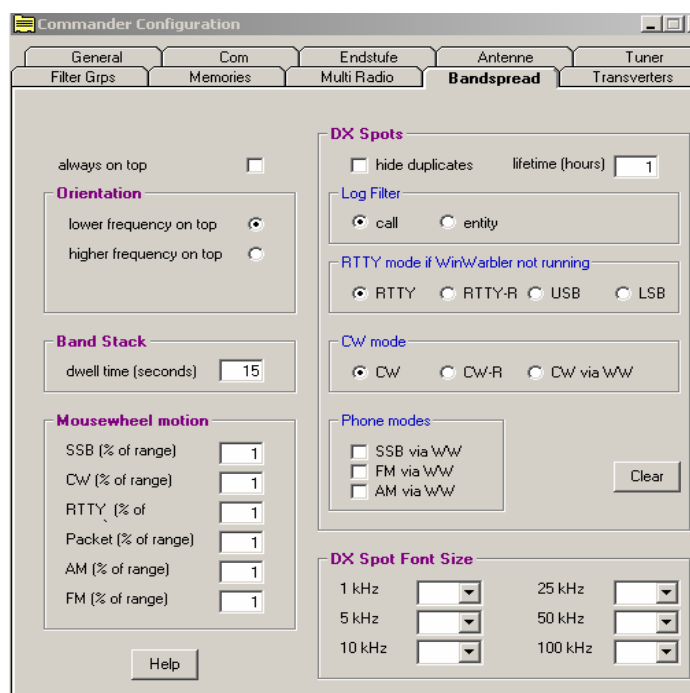 Commander Configuration
General Com Endstufe Antenne Tuner
Filter Grps Memories Multi Radio Bandspread Transverters
always on top
Orientation
lower frequency on top
higher frequency on top
Band Stack
dwell time (seconds) 15
Mousewheel motion
SSB (% of range) 1
CW (% of range) 1
RTTY (% of 1
Packet (% of range) 1
AM (% of range) 1
FM (% of range) 1
Help
DX Spots
hide duplicates lifetime (hours) 1
Log Filter
call entity
RTTY mode if WinWarbler not running
RTTY RTTY-R USB LSB
CW mode
CW CW-R CW via WW
Phone modes
SSB via WW
FM via WW
AM via WW
Clear
DX Spot Font Size
1 kHz 25 kHz
5 kHz 50 kHz
10 kHz 100 kHz